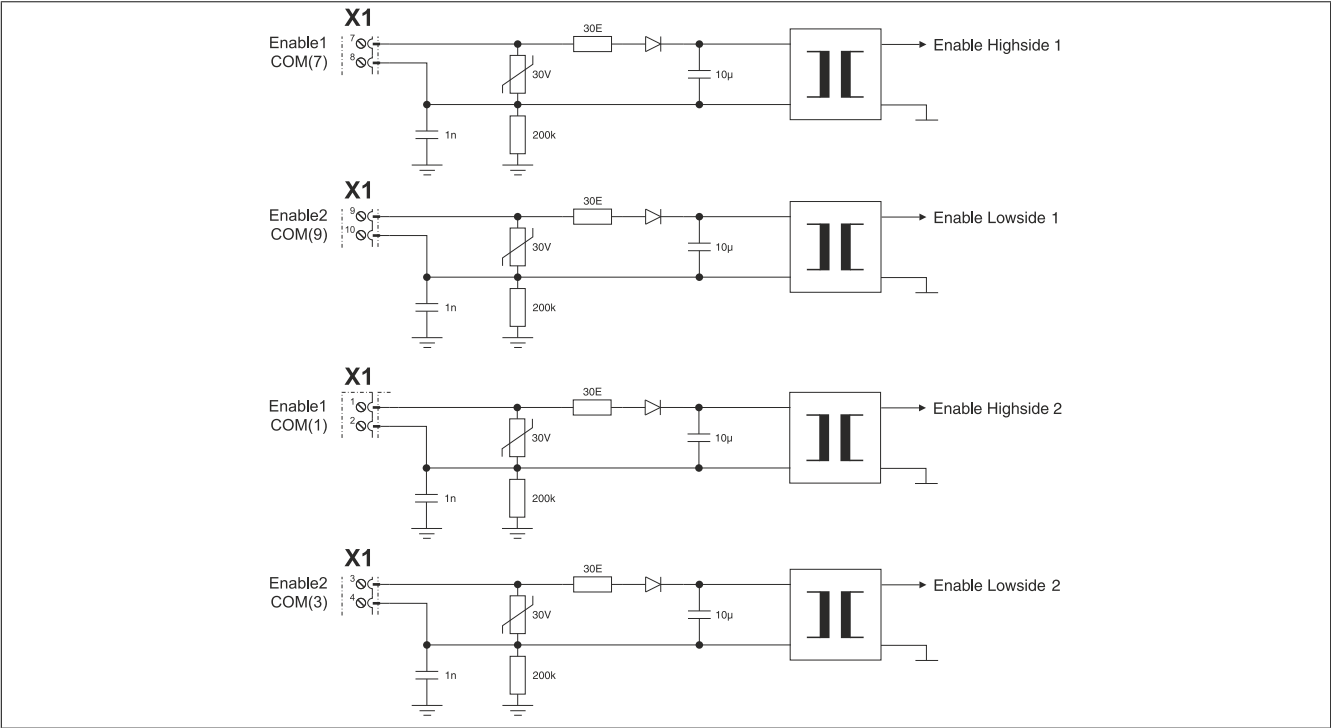 X1
30E
Enable1
7
Enable Highside 1
COM(7)
8
30V
10µ
1n
200k
X1
30E
Enable2
9
Enable Lowside 1
COM(9)
10
30V
10µ
1n
200k
X1
30E
Enable1
1
Enable Highside 2
COM(1)
2
30V
10µ
1n
200k
X1
30E
Enable2
3
Enable Lowside 2
COM(3)
4
30V
10µ
1n
200k